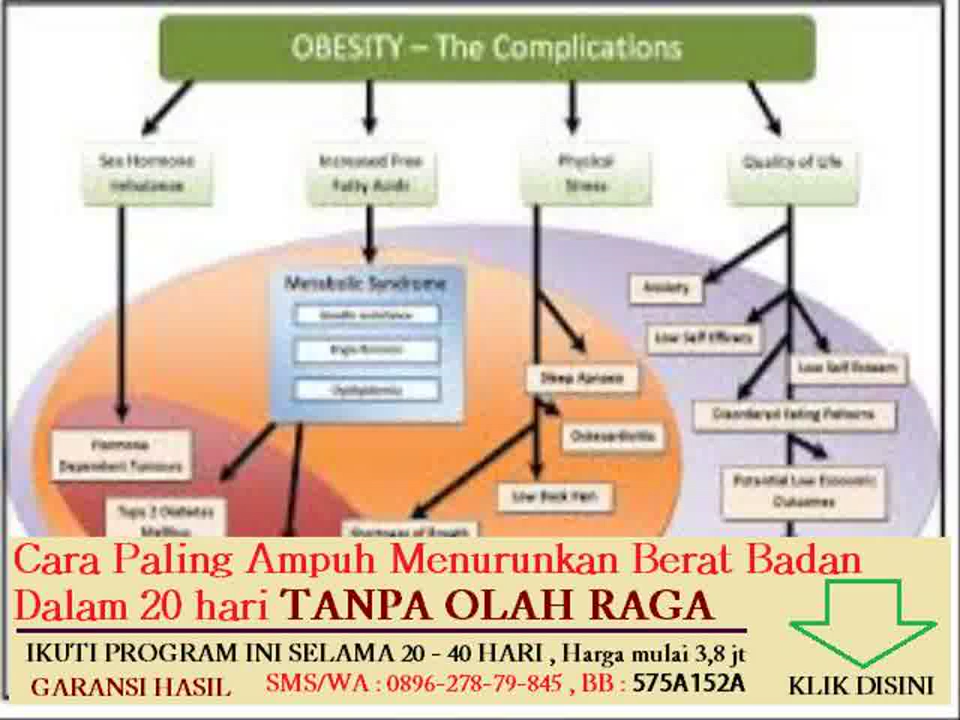 OBESITY – The Complications
Sex Hormone
Imbalance
Increased Free
Fatty Acids
Physical
Stress
Quality of Life
Metabolic Syndrome
Anxiety
Low Self Efficacy
Low Self Esteem
Sleep Apnoea
Disordered Eating Patterns
Hormone
Dependent Tumours
Osteoarthritis
Low Back Pain
Potential Low Economic
Outcomes
Type 2 Diabetes
Mellitus
Shortness of Breath
Cara Paling Ampuh Menurunkan Berat Badan
Dalam 20 hari TANPA OLAH RAGA
IKUTI PROGRAM INI SELAMA 20 - 40 HARI , Harga mulai 3,8 jt
GARANSI HASIL SMS/WA : 0896-278-79-845 , BB : 575A152A
KLIK DISINI